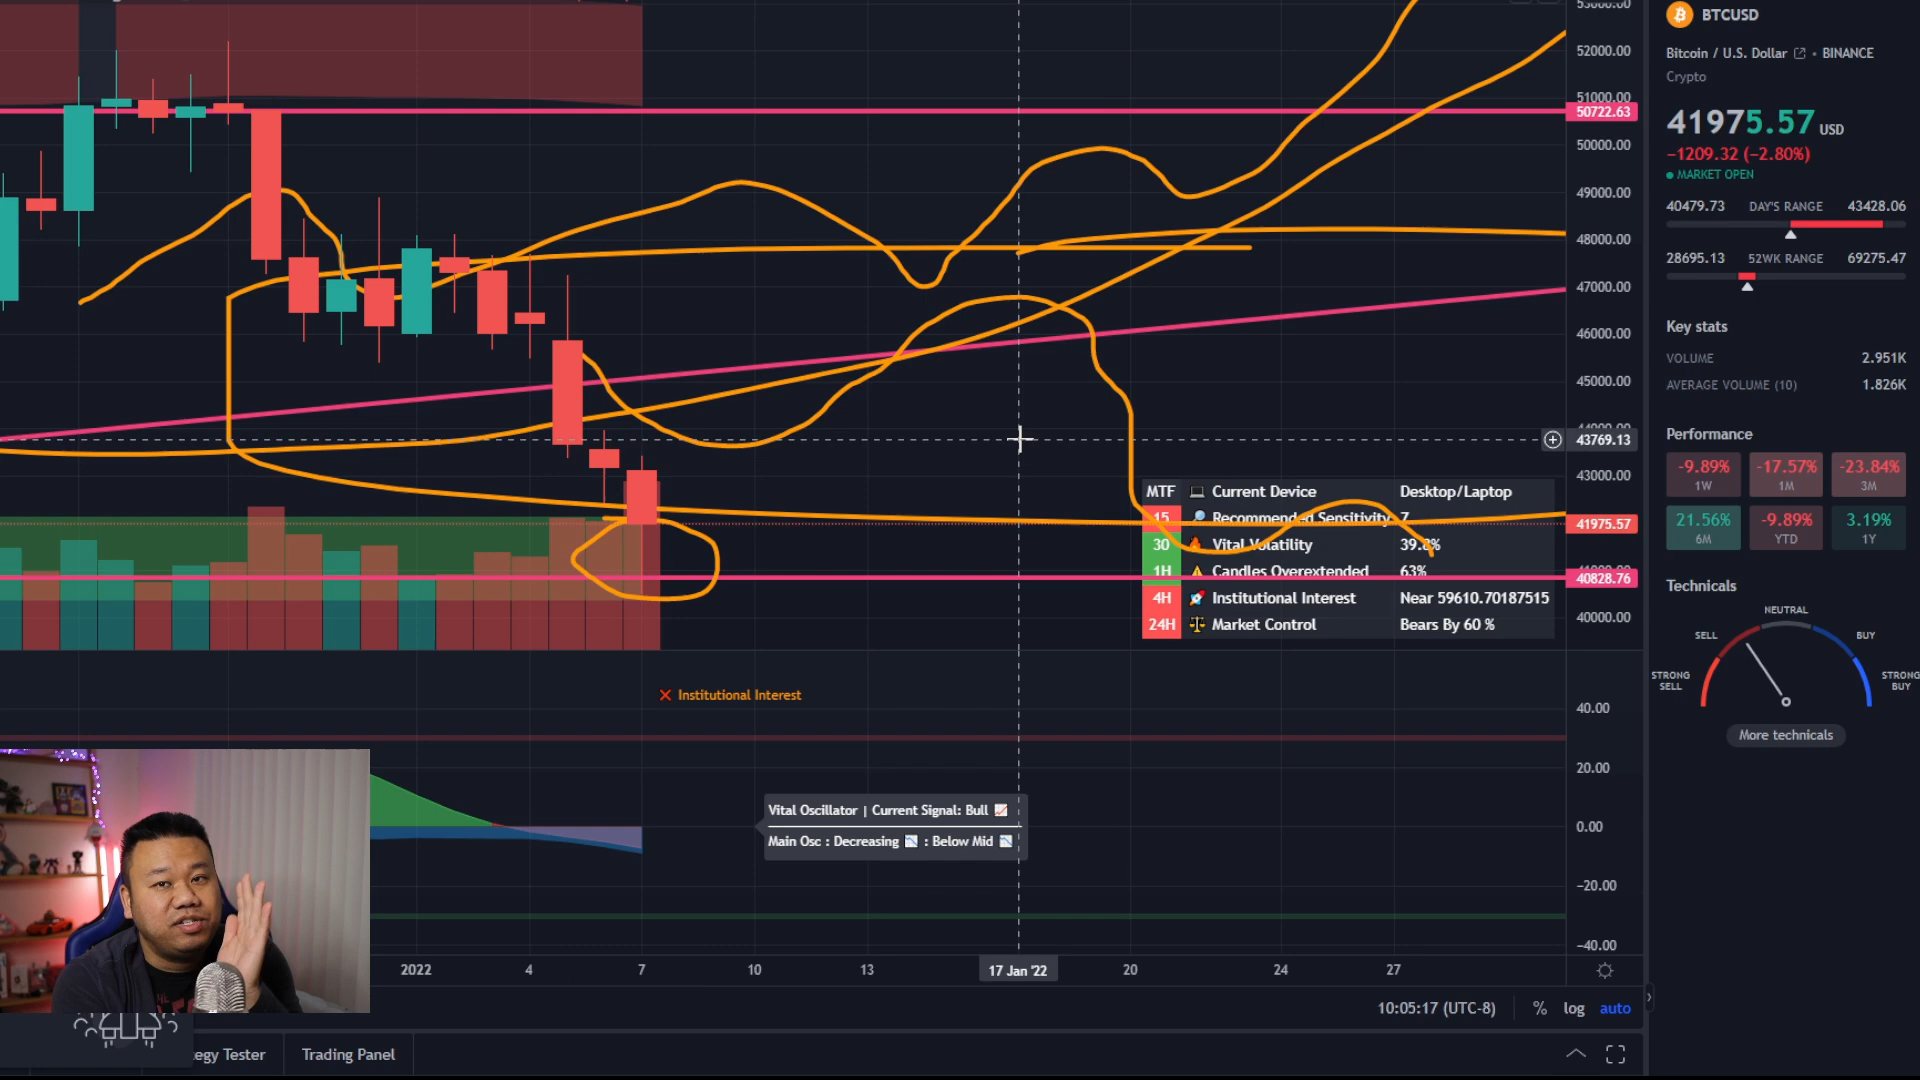 53000.00
52000.00
51000.00
50722.63
50000.00
49000.00
48000.00
47000.00
46000.00
45000.00
44000.00
43769.13
43000.00
41975.57
40828.76
40000.00
MTF 💻 Current Device Desktop/Laptop
15 🔎 Recommended Sensitivity 7
30 🔥 Vital Volatility 39.8%
1H ⚠ Candles Overextended 63%
4H 🚀 Institutional Interest Near 59610.70187515
24H ⚖ Market Control Bears By 60 %
❌ Institutional Interest
40.00
20.00
0.00
−20.00
−40.00
Vital Oscillator | Current Signal: Bull 📈
Main Osc : Decreasing 📉 : Below Mid 📉
2022 4 7 10 13 17 Jan '22 20 24 27
10:05:17 (UTC-8) % log auto
egy Tester Trading Panel
BTCUSD
Bitcoin / U.S. Dollar • BINANCE
Crypto
41975.57 USD
−1209.32 (−2.80%)
● MARKET OPEN
40479.73 DAY'S RANGE 43428.06
28695.13 52WK RANGE 69275.47
Key stats
VOLUME 2.951K
AVERAGE VOLUME (10) 1.826K
Performance
-9.89% -17.57% -23.84%
1W 1M 3M
21.56% -9.89% 3.19%
6M YTD 1Y
Technicals
NEUTRAL
SELL BUY
STRONG SELL STRONG BUY
More technicals